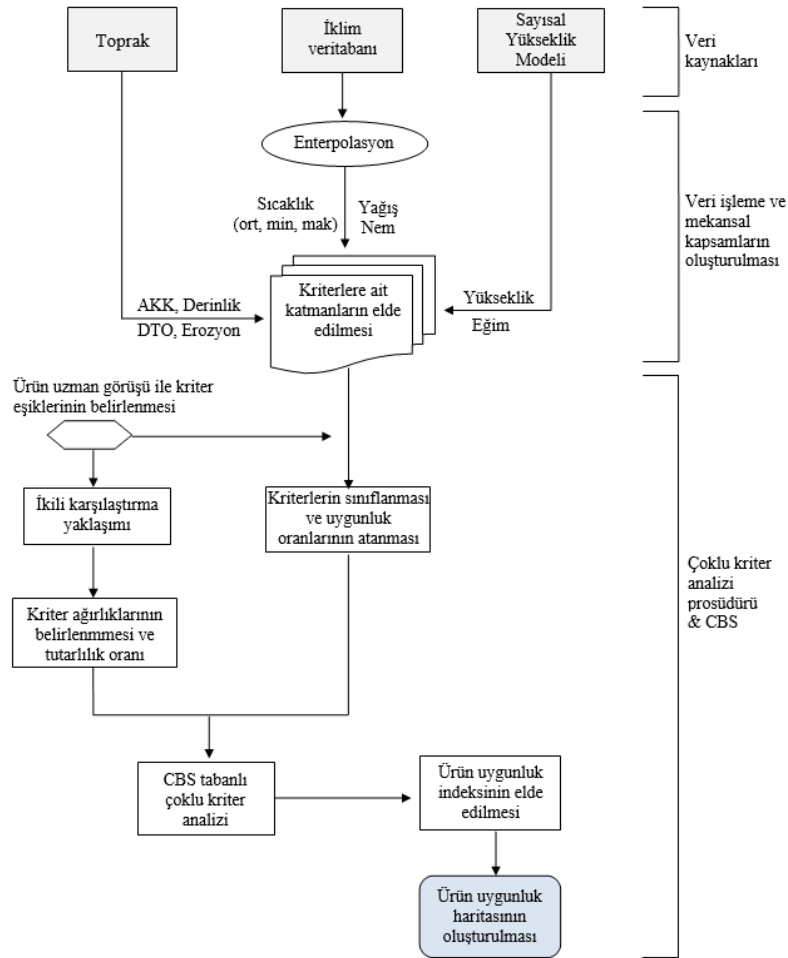 Toprak
İklim
veritabanı
Sayısal
Yükseklik
Modeli
Veri
kaynakları
Enterpolasyon
Sıcaklık
(ort, min, mak)
Yağış
Nem
Veri işleme ve
mekansal
kapsamların
oluşturulması
AKK, Derinlik
DTO, Erozyon
Kriterlere ait
katmanların elde
edilmesi
Yükseklik
Eğim
Ürün uzman görüşü ile kriter
eşiklerinin belirlenmesi
İkili karşılaştırma
yaklaşımı
Kriterlerin sınıflanması
ve uygunluk
oranlarının atanması
Çoklu kriter
analizi
prosüdürü
& CBS
Kriter ağırlıklarının
belirlenmmesi ve
tutarlılık oranı
CBS tabanlı
çoklu kriter
analizi
Ürün uygunluk
indeksinin elde
edilmesi
Ürün uygunluk
haritasının
oluşturulması